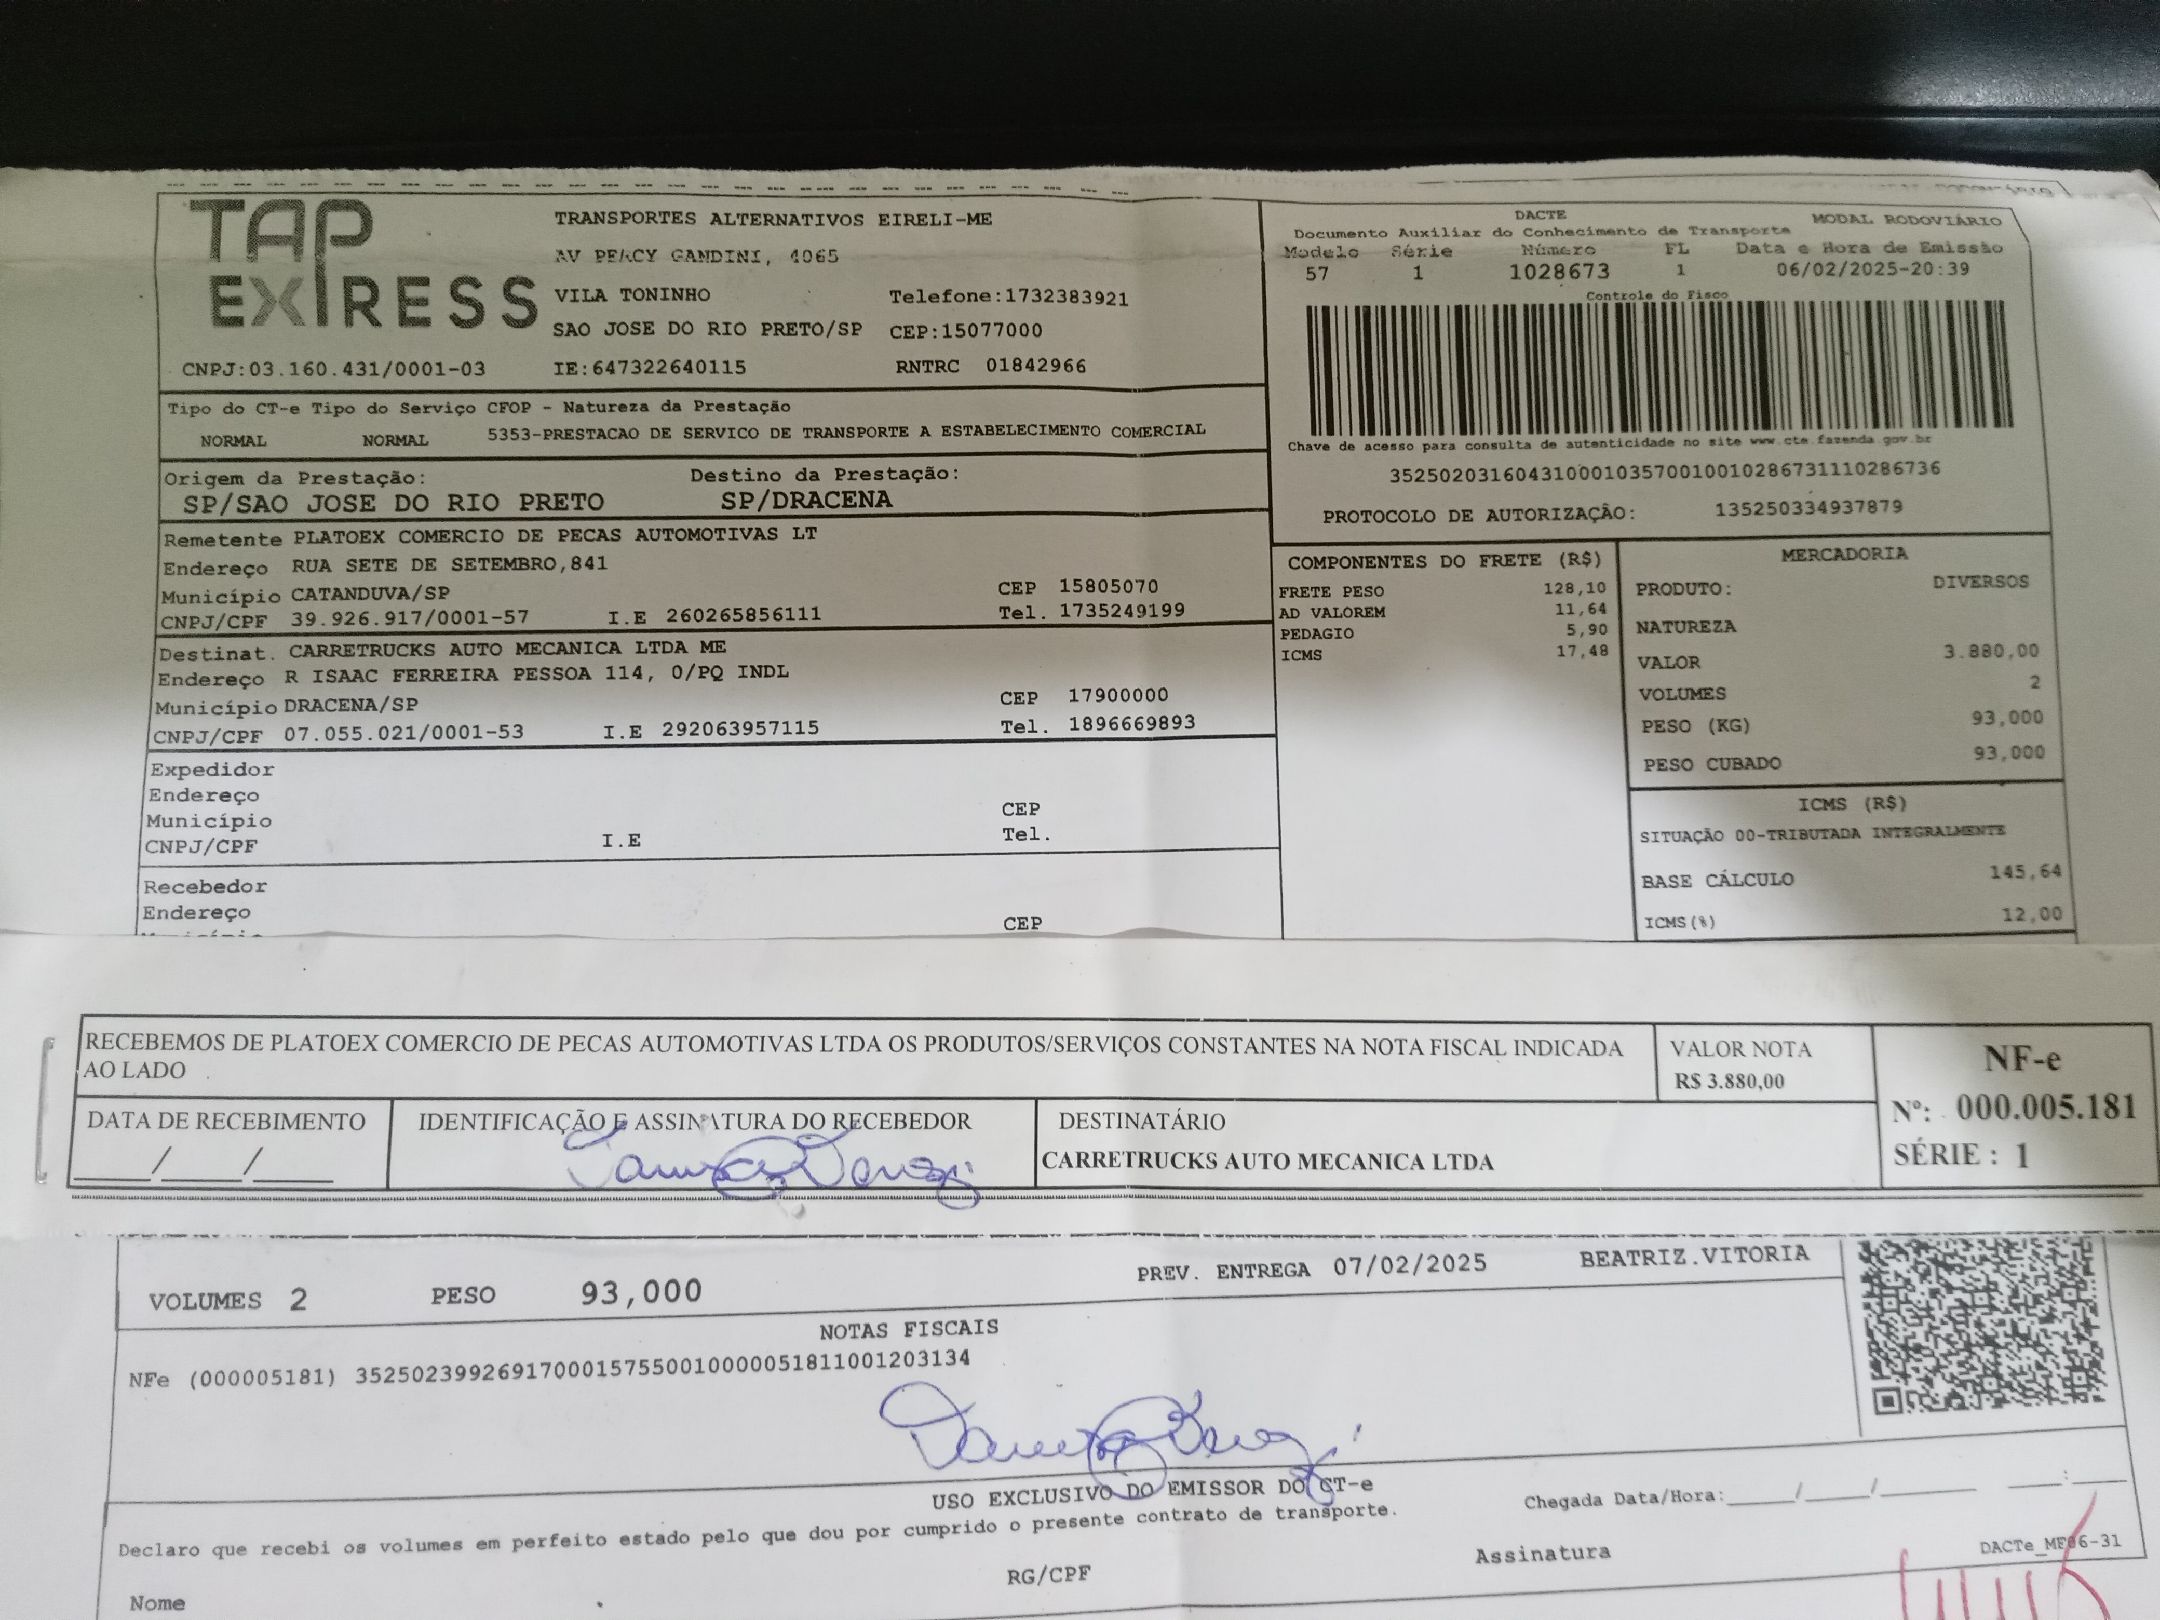 TAP EXPRESS
TRANSPORTES ALTERNATIVOS EIRELI-ME
AV PERCY GANDINI, 4065
VILA TONINHO Telefone:1732383921
SAO JOSE DO RIO PRETO/SP CEP:15077000
CNPJ:03.160.431/0001-03 IE:647322640115 RNTRC 01842966
DACTE MODAL RODOVIÁRIO
Documento Auxiliar do Conhecimento de Transporte
Modelo Série Número FL Data e Hora de Emissão
57 1 1028673 1 06/02/2025-20:39
Controle do Fisco
Chave de acesso para consulta de autenticidade no site www.cte.fazenda.gov.br
35250203160431000103570010010286731110286736
PROTOCOLO DE AUTORIZAÇÃO: 135250334937879
Tipo do CT-e Tipo do Serviço CFOP - Natureza da Prestação
NORMAL NORMAL 5353-PRESTACAO DE SERVICO DE TRANSPORTE A ESTABELECIMENTO COMERCIAL
Origem da Prestação: Destino da Prestação:
SP/SAO JOSE DO RIO PRETO SP/DRACENA
Remetente PLATOEX COMERCIO DE PECAS AUTOMOTIVAS LT
Endereço RUA SETE DE SETEMBRO,841
Município CATANDUVA/SP CEP 15805070
CNPJ/CPF 39.926.917/0001-57 I.E 260265856111 Tel. 1735249199
Destinat. CARRETRUCKS AUTO MECANICA LTDA ME
Endereço R ISAAC FERREIRA PESSOA 114, 0/PQ INDL
Município DRACENA/SP CEP 17900000
CNPJ/CPF 07.055.021/0001-53 I.E 292063957115 Tel. 1896669893
Expedidor
Endereço
Município CEP
CNPJ/CPF I.E Tel.
Recebedor
Endereço
CEP
COMPONENTES DO FRETE (R$)
FRETE PESO 128,10
AD VALOREM 11,64
PEDAGIO 5,90
ICMS 17,48
MERCADORIA
PRODUTO: DIVERSOS
NATUREZA
VALOR 3.880,00
VOLUMES 2
PESO (KG) 93,000
PESO CUBADO 93,000
ICMS (R$)
SITUAÇÃO 00-TRIBUTADA INTEGRALMENTE
BASE CÁLCULO 145,64
ICMS(%) 12,00
RECEBEMOS DE PLATOEX COMERCIO DE PECAS AUTOMOTIVAS LTDA OS PRODUTOS/SERVIÇOS CONSTANTES NA NOTA FISCAL INDICADA
AO LADO
VALOR NOTA
R$ 3.880,00
NF-e
Nº: 000.005.181
SÉRIE : 1
DATA DE RECEBIMENTO
___/___/___
IDENTIFICAÇÃO E ASSINATURA DO RECEBEDOR
DESTINATÁRIO
CARRETRUCKS AUTO MECANICA LTDA
VOLUMES 2 PESO 93,000 PREV. ENTREGA 07/02/2025 BEATRIZ.VITORIA
NOTAS FISCAIS
NFe (000005181) 35250239926917000157550010000051811001203134
USO EXCLUSIVO DO EMISSOR DO CT-e
Declaro que recebi os volumes em perfeito estado pelo que dou por cumprido o presente contrato de transporte.
Chegada Data/Hora:_____/_____/_______ ___:____
Nome RG/CPF Assinatura
DACTe_MF06-31